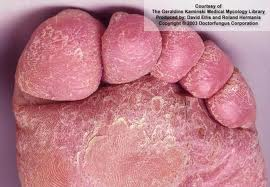 Courtesy of
The Geraldine Kaminski Medical Mycology Library
Produced by: David Ellis and Roland Hermanis
Copyright © 2003 Doctorfungus Corporation